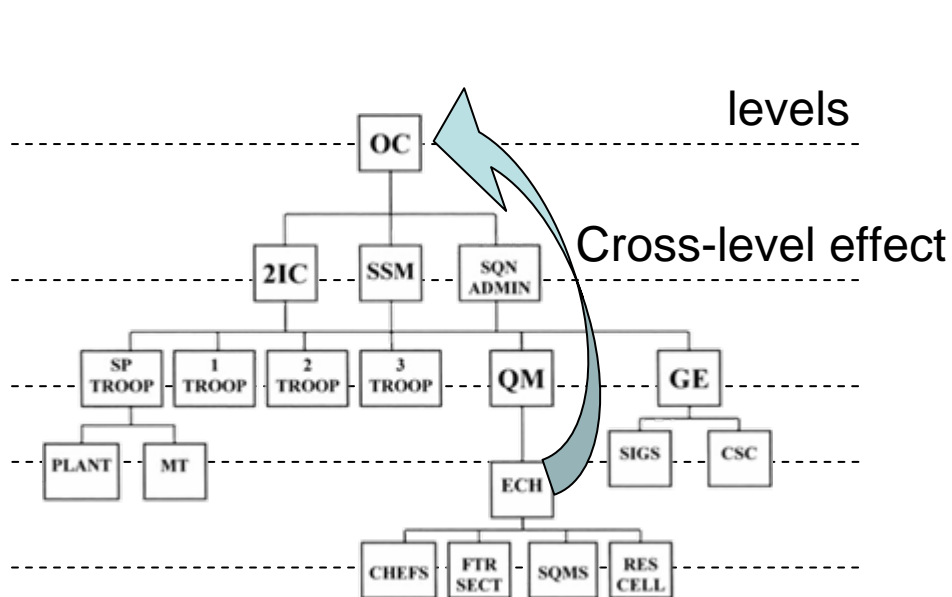 levels
OC
Cross-level effect
2IC
SSM
SQN
ADMIN
SP
TROOP
1
TROOP
2
TROOP
3
TROOP
QM
GE
PLANT
MT
ECH
SIGS
CSC
CHEFS
FTR
SECT
SQMS
RES
CELL